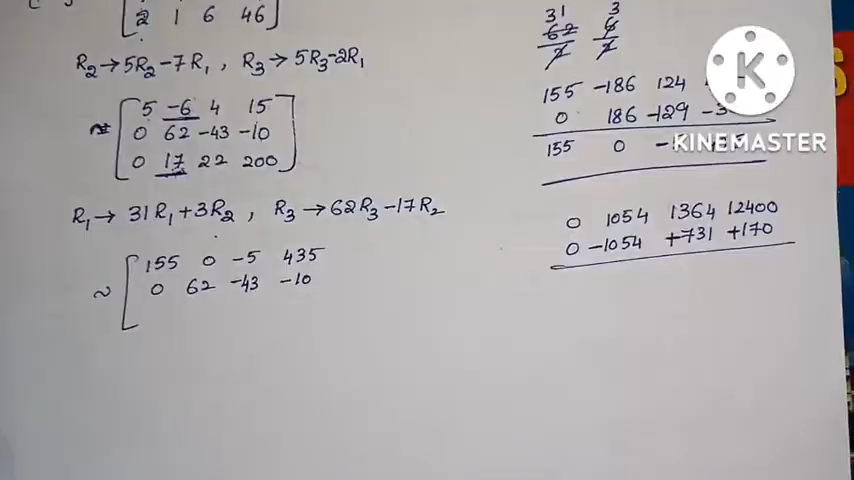 2 1 6 46
R2→5R2-7R1 , R3→5R3-2R1
≈ 5 -6 4 15
0 62 -43 -10
0 17 22 200
R1→31R1+3R2 , R3→62R3-17R2
~ 155 0 -5 435
0 62 -43 -10
31 3
62 6
2 2
155 -186 124
0 186 -129 -3
155 0 -
0 1054 1364 12400
0 -1054 +731 +170
K
KINEMASTER